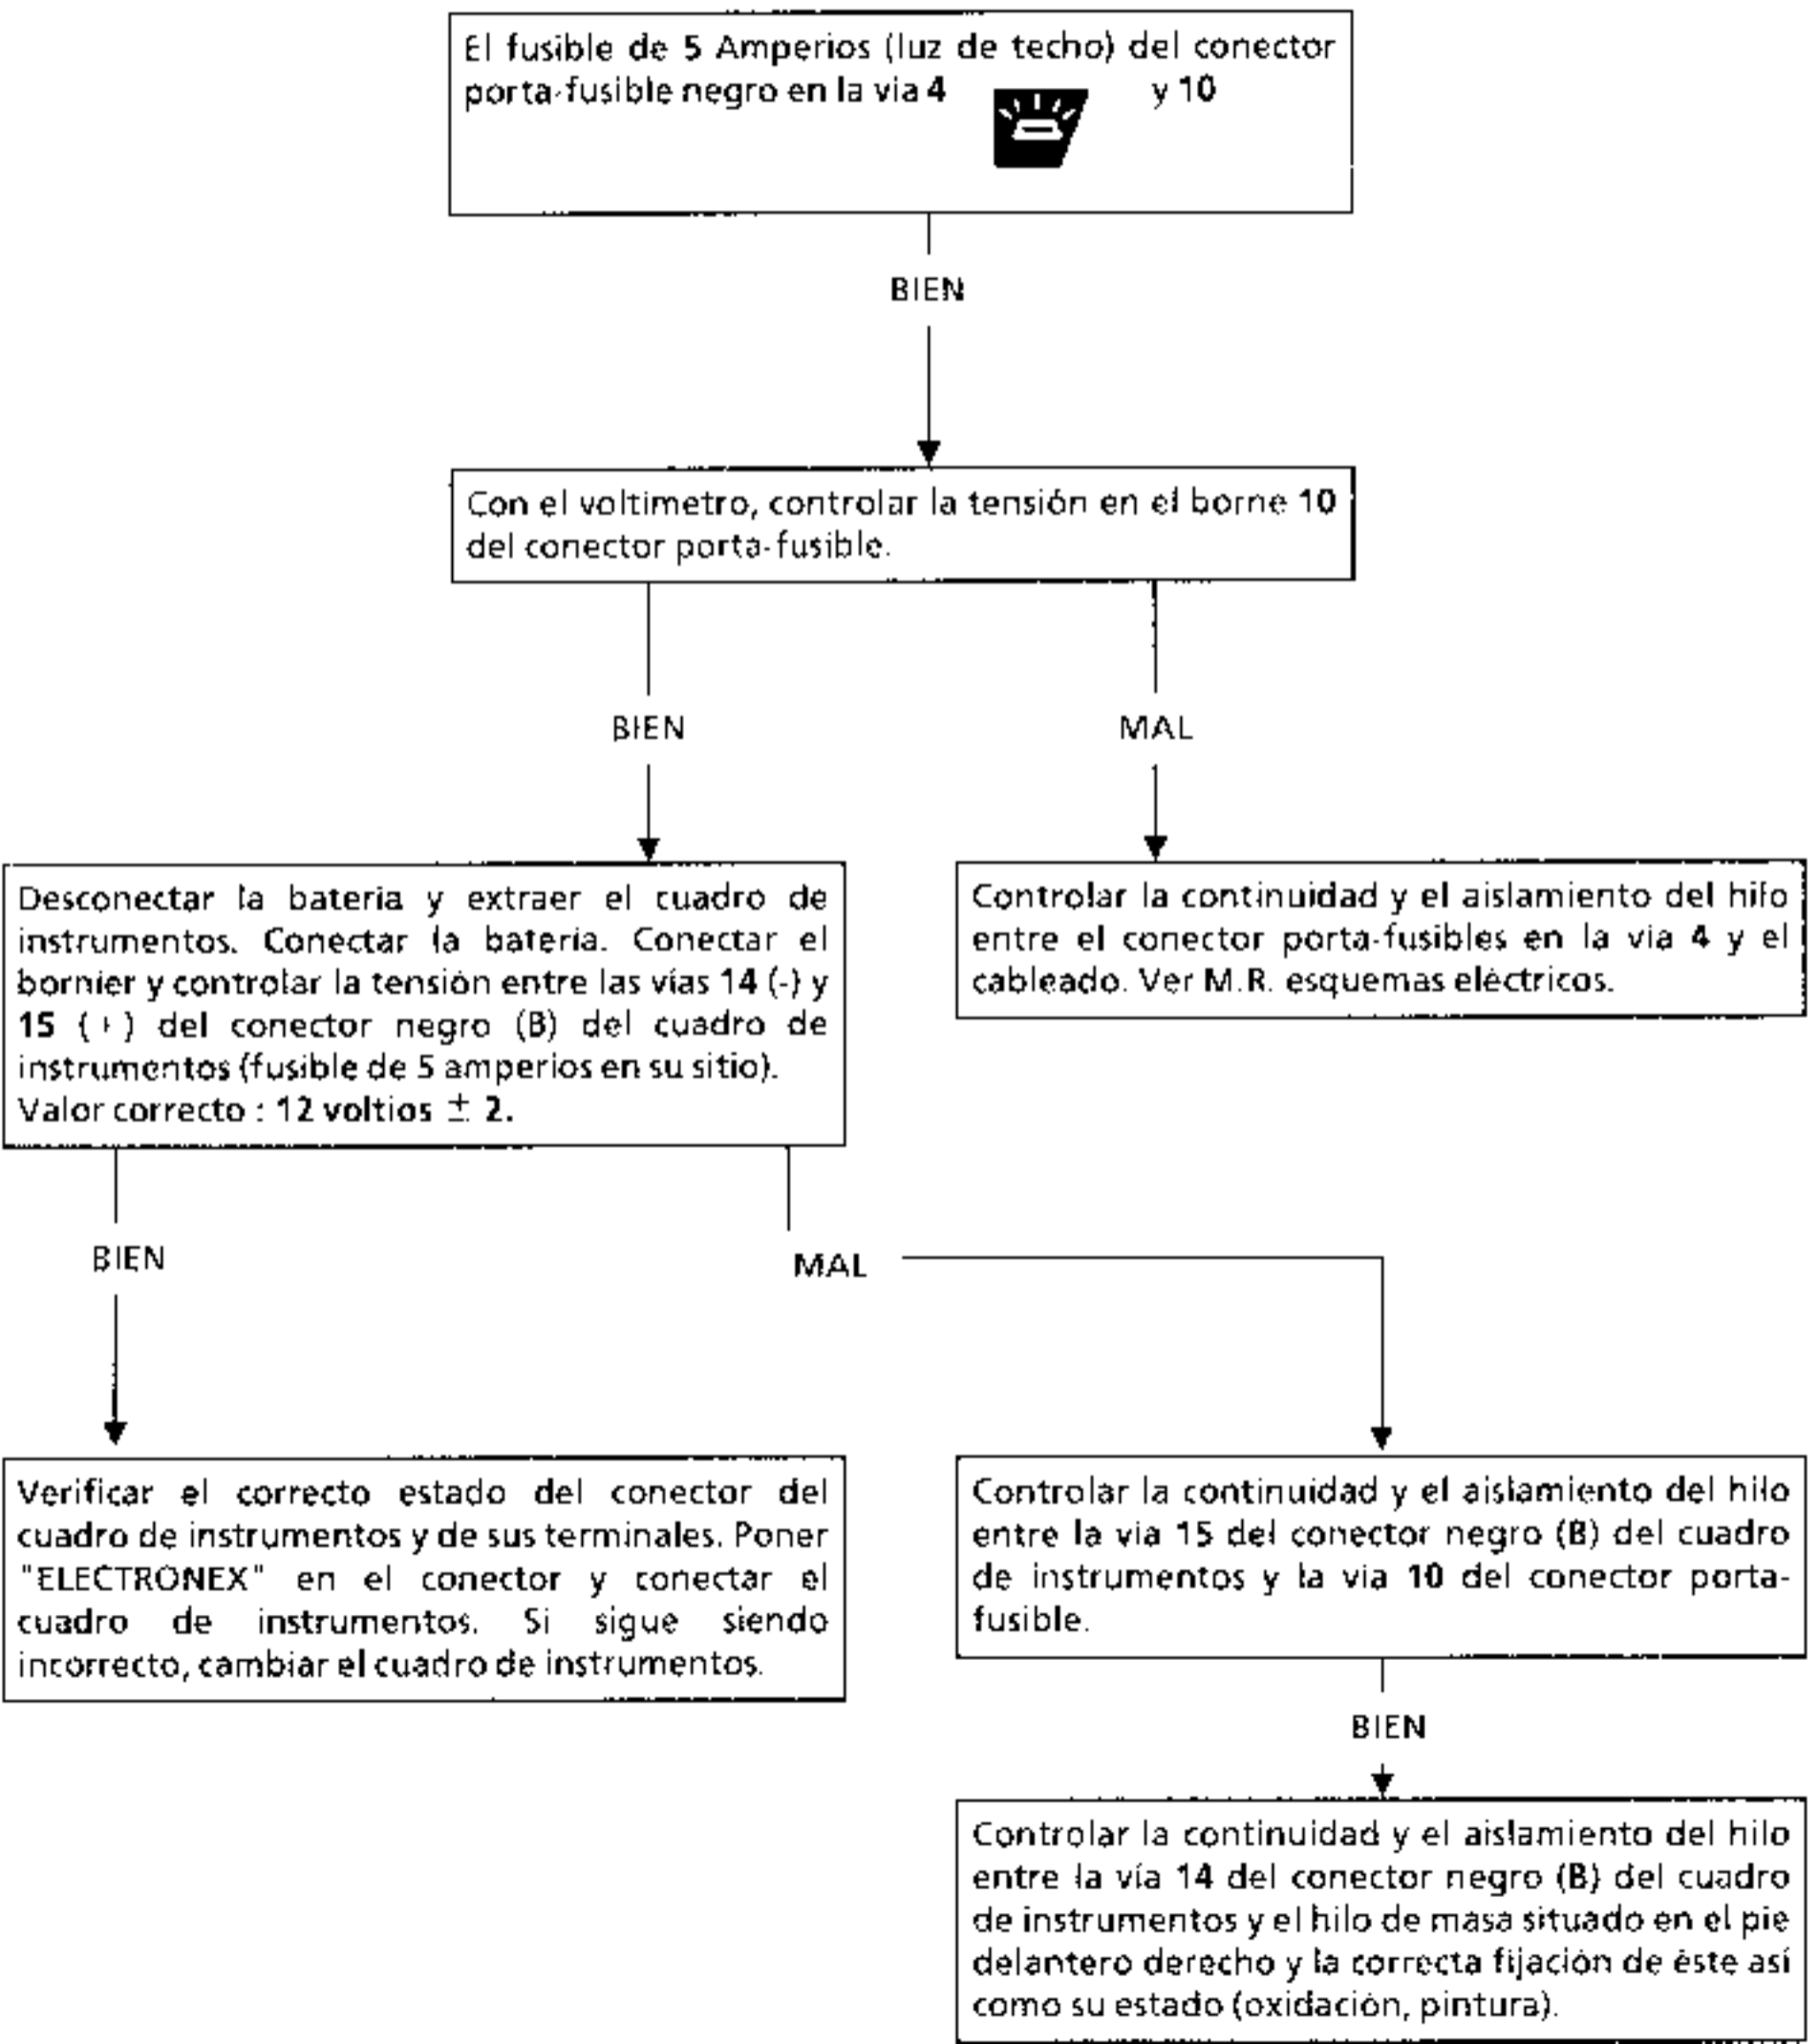 El fusible de 5 Amperios (luz de techo) del conector
porta-fusible negro en la via 4 y 10
BIEN
Con el voltimetro, controlar la tensión en el borne 10
del conector porta-fusible.
BIEN
MAL
Desconectar la bateria y extraer el cuadro de
instrumentos. Conectar la batería. Conectar el
bornier y controlar la tensión entre las vías 14 (-) y
15 (+) del conector negro (B) del cuadro de
instrumentos (fusible de 5 amperios en su sitio).
Valor correcto : 12 voltios ± 2.
Controlar la continuidad y el aislamiento del hilo
entre el conector porta-fusibles en la via 4 y el
cableado. Ver M.R. esquemas eléctricos.
BIEN
MAL
Verificar el correcto estado del conector del
cuadro de instrumentos y de sus terminales. Poner
"ELECTRONEX" en el conector y conectar el
cuadro de instrumentos. Si sigue siendo
incorrecto, cambiar el cuadro de instrumentos.
Controlar la continuidad y el aislamiento del hilo
entre la via 15 del conector negro (B) del cuadro
de instrumentos y la via 10 del conector porta-
fusible.
BIEN
Controlar la continuidad y el aislamiento del hilo
entre la vía 14 del conector negro (B) del cuadro
de instrumentos y el hilo de masa situado en el pie
delantero derecho y la correcta fijación de éste así
como su estado (oxidación, pintura).